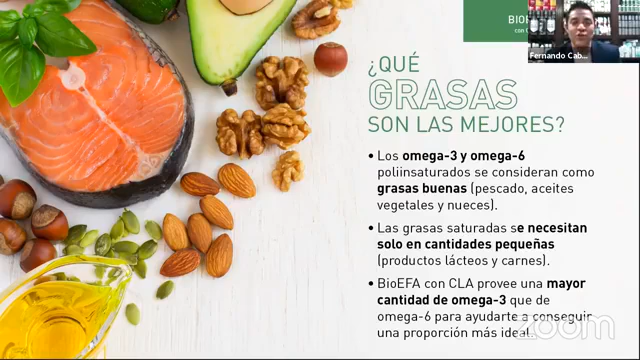 Fernando Cab...
¿QUÉ
GRASAS
SON LAS MEJORES?
• Los omega-3 y omega-6
poliinsaturados se consideran como
grasas buenas (pescado, aceites
vegetales y nueces).
• Las grasas saturadas se necesitan
solo en cantidades pequeñas
(productos lácteos y carnes).
• BioEFA con CLA provee una mayor
cantidad de omega-3 que de
omega-6 para ayudarte a conseguir
una proporción más ideal.
zoom